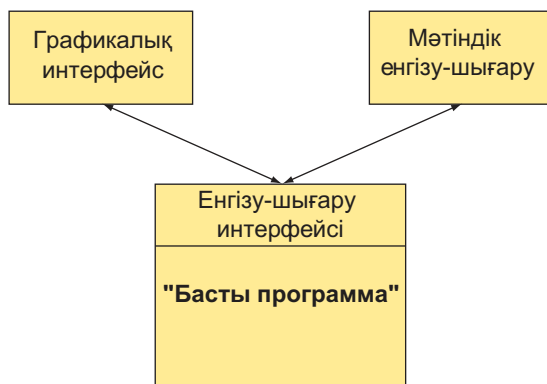 Графикалық
интерфейс
Мәтіндік
енгізу-шығару
Енгізу-шығару
интерфейсі
"Басты программа"